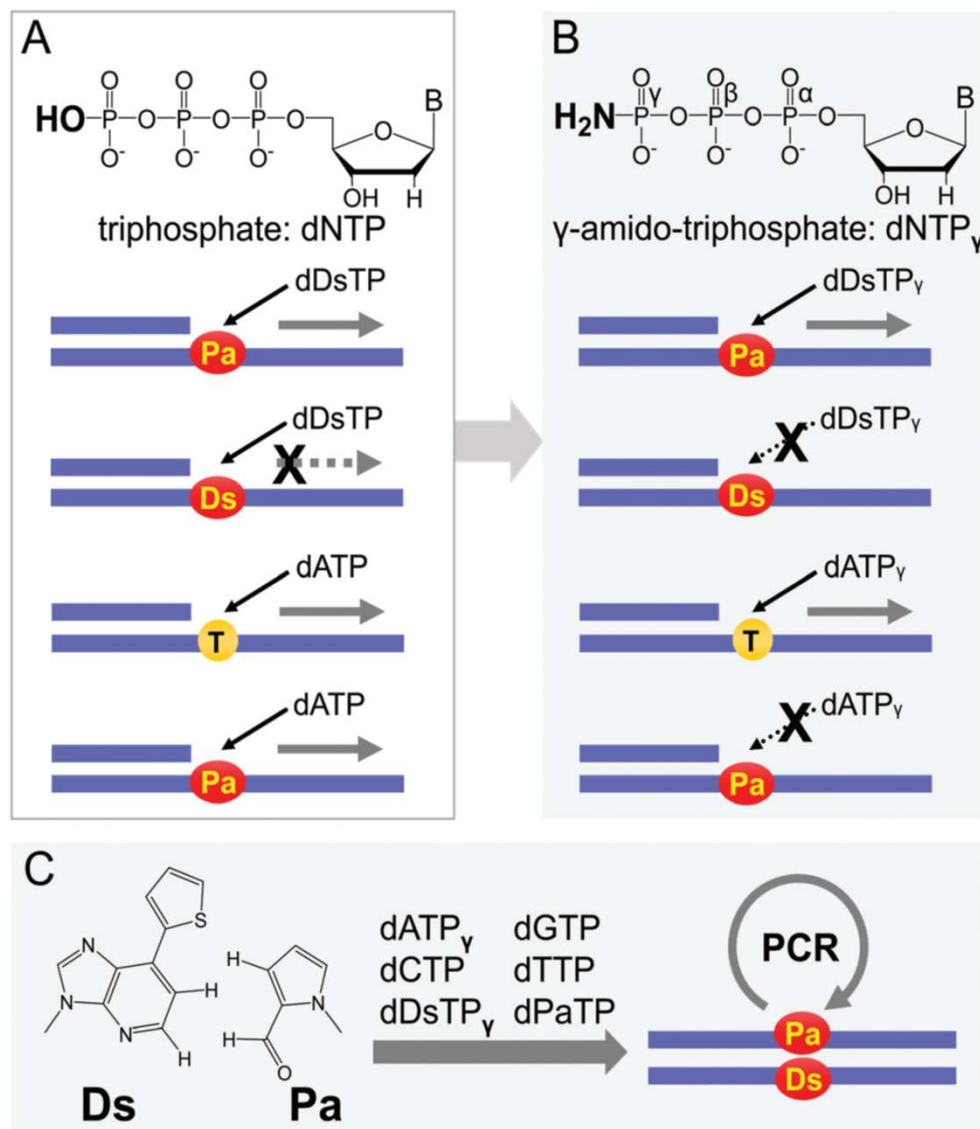 A
O O O B
HO P O P O P O O
O- O- O- OH H
triphosphate: dNTP
dDsTP
Pa
dDsTP
X
Ds
dATP
T
dATP
Pa
B
O γ O β O α B
H₂N P O P O P O O
O- O- O- OH H
γ-amido-triphosphate: dNTPγ
dDsTPγ
Pa
dDsTPγ
X
Ds
dATPγ
T
dATPγ
X
Pa
C
S
N
N
N
H
H
Ds
H
N
H
O
Pa
dATPγ dGTP
dCTP dTTP
dDsTPγ dPaTP
PCR
Pa
Ds